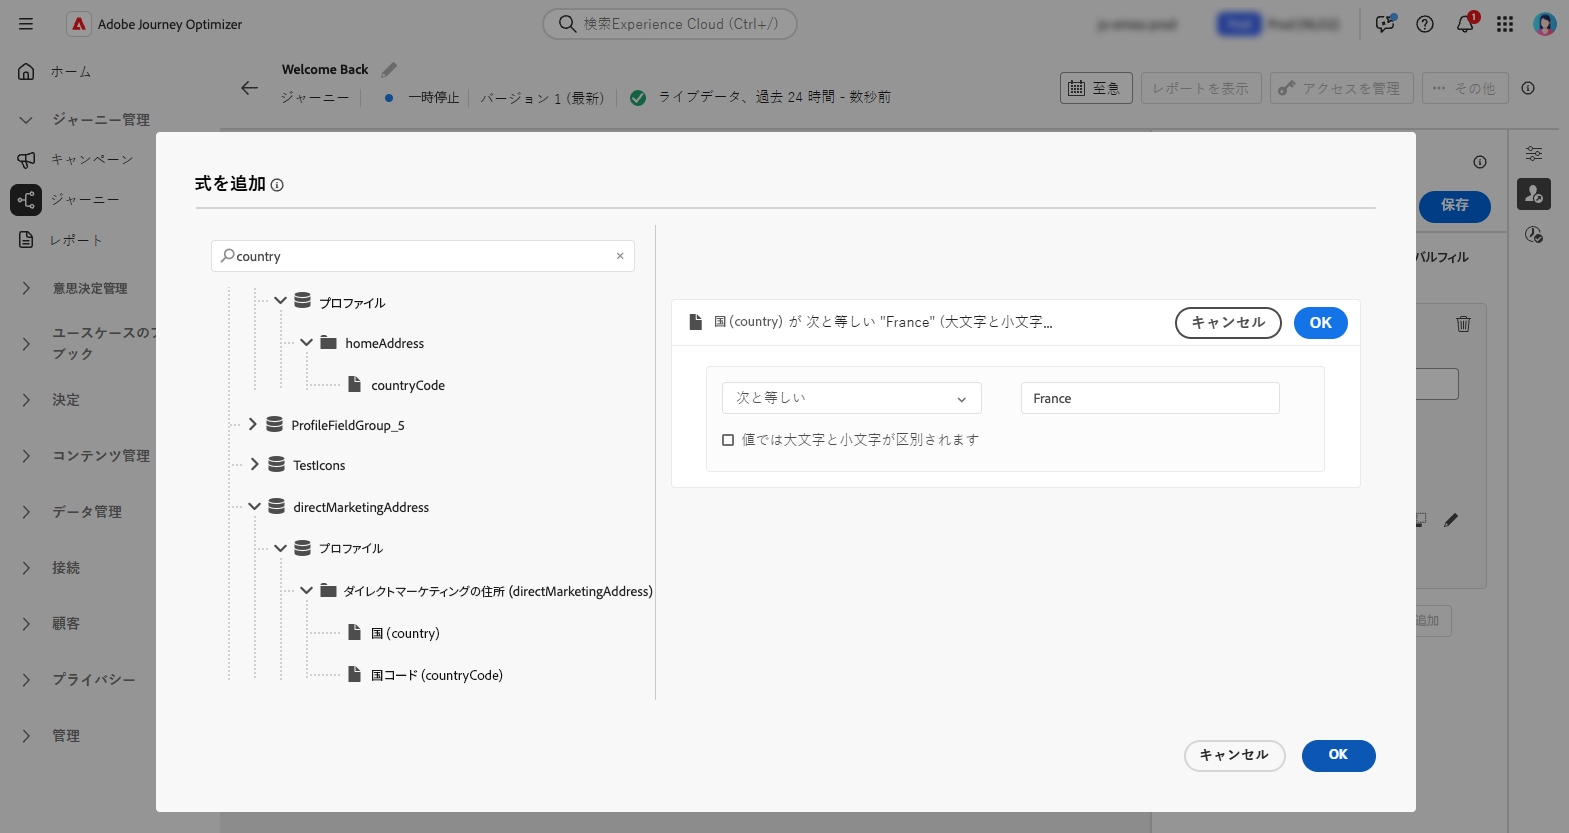 Adobe Journey Optimizer
検索Experience Cloud (Ctrl+/)
1
ホーム
ジャーニー管理
キャンペーン
ジャーニー
レポート
意思決定管理
ユースケースのプ
ブック
決定
コンテンツ管理
データ管理
接続
顧客
プライバシー
管理
Welcome Back
ジャーニー
一時停止
バージョン 1 (最新)
ライブデータ、過去 24 時間 - 数秒前
至急
レポートを表示
アクセスを管理
··· その他
保存
バルフィル
追加
式を追加
country
×
プロファイル
homeAddress
countryCode
ProfileFieldGroup_5
TestIcons
directMarketingAddress
プロファイル
ダイレクトマーケティングの住所 (directMarketingAddress)
国 (country)
国コード (countryCode)
国 (country) が 次と等しい "France" (大文字と小文字...
キャンセル
OK
次と等しい
France
値では大文字と小文字が区別されます
キャンセル
OK